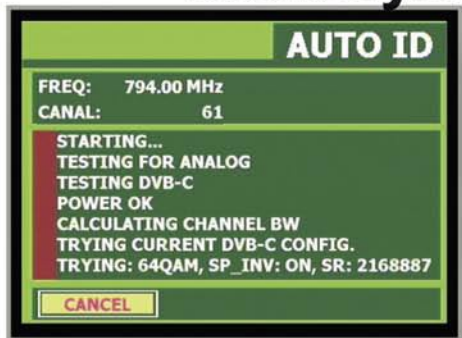 AUTO ID
FREQ: 794.00 MHz
CANAL: 61
STARTING...
TESTING FOR ANALOG
TESTING DVB-C
POWER OK
CALCULATING CHANNEL BW
TRYING CURRENT DVB-C CONFIG.
TRYING: 64QAM, SP_INV: ON, SR: 2168887
CANCEL